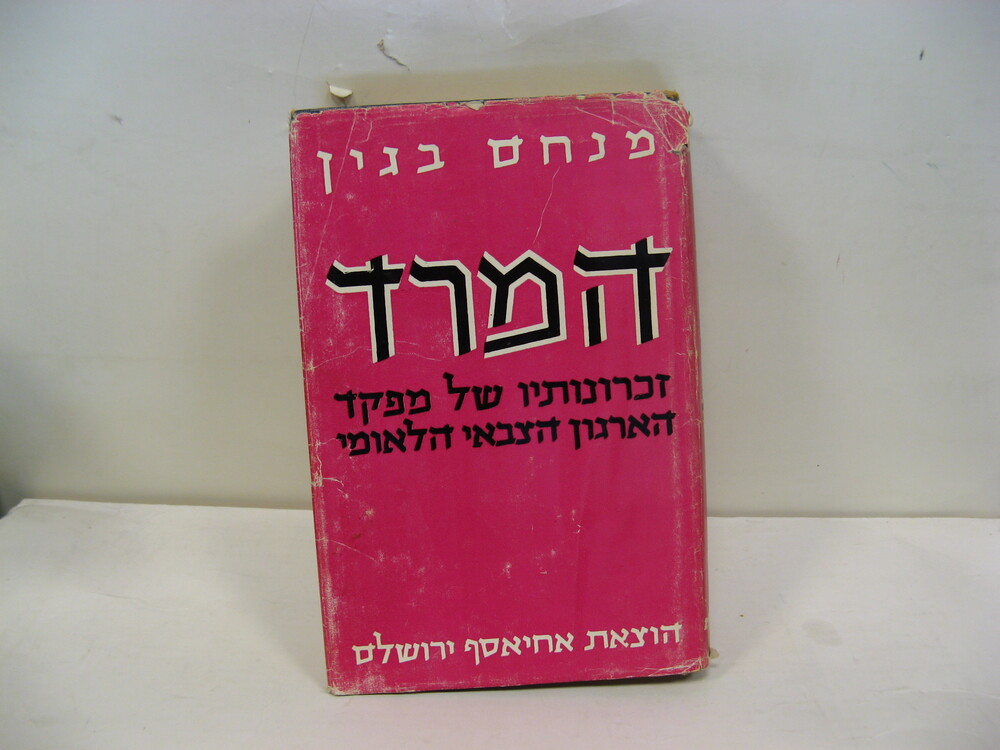 מנחם בגין
המרד
זכרונותיו של מפקד
הארגון הצבאי הלאומי
הוצאת אחיאסף ירושלם